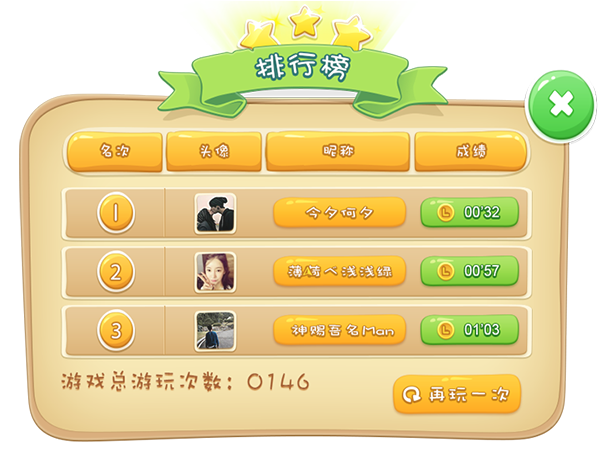 排行榜
名次 头像 昵称 成绩
1 今夕何夕 00'32
2 薄荷ペ浅浅绿 00'57
3 神赐吾名Man 01'03
游戏总游玩次数：0146
再玩一次